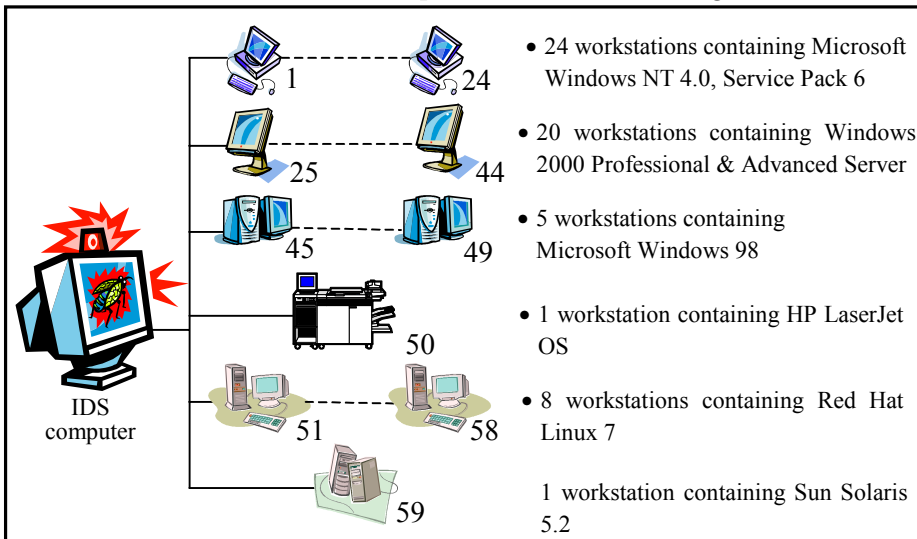 1 24
• 24 workstations containing Microsoft
Windows NT 4.0, Service Pack 6
25 44
• 20 workstations containing Windows
2000 Professional & Advanced Server
45 49
• 5 workstations containing
Microsoft Windows 98
IDS
computer
50
• 1 workstation containing HP LaserJet
OS
51 58
• 8 workstations containing Red Hat
Linux 7
59
1 workstation containing Sun Solaris
5.2